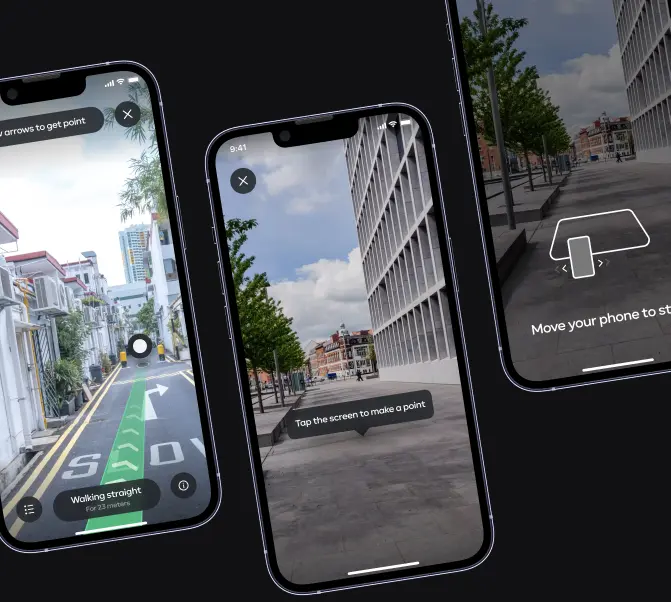 w arrows to get point
SLOW
Walking straight
For 23 meters
9:41
Tap the screen to make a point
Move your phone to st